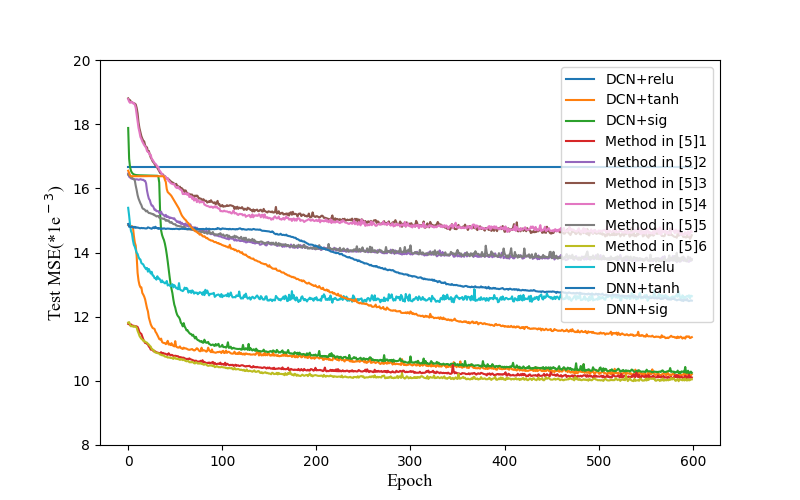 20
18
16
14
12
10
8
0
100
200
300
400
500
600
Test MSE(*1e⁻³)
Epoch
DCN+relu
DCN+tanh
DCN+sig
Method in [5]1
Method in [5]2
Method in [5]3
Method in [5]4
Method in [5]5
Method in [5]6
DNN+relu
DNN+tanh
DNN+sig